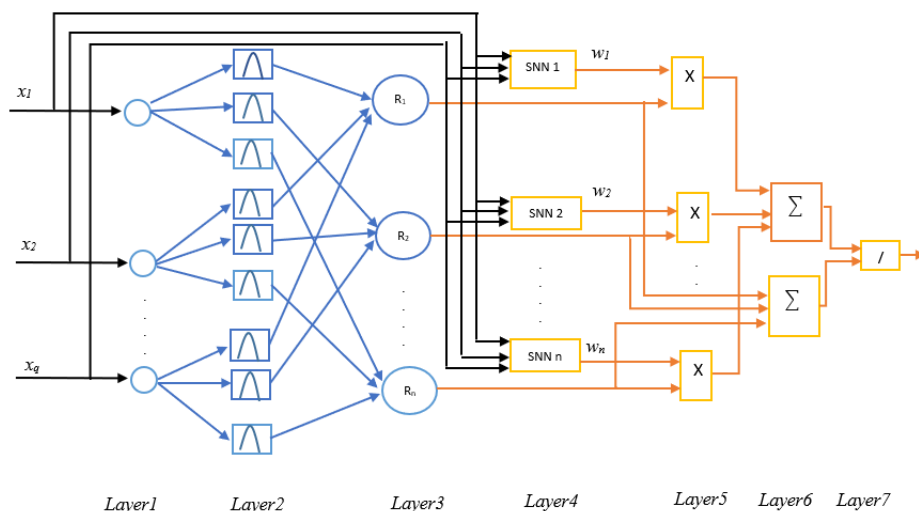 x1
x2
xq
R1
R2
Rn
SNN 1
SNN 2
SNN n
w1
w2
wn
X
X
X
∑
∑
/
Layer1 Layer2 Layer3 Layer4 Layer5 Layer6 Layer7